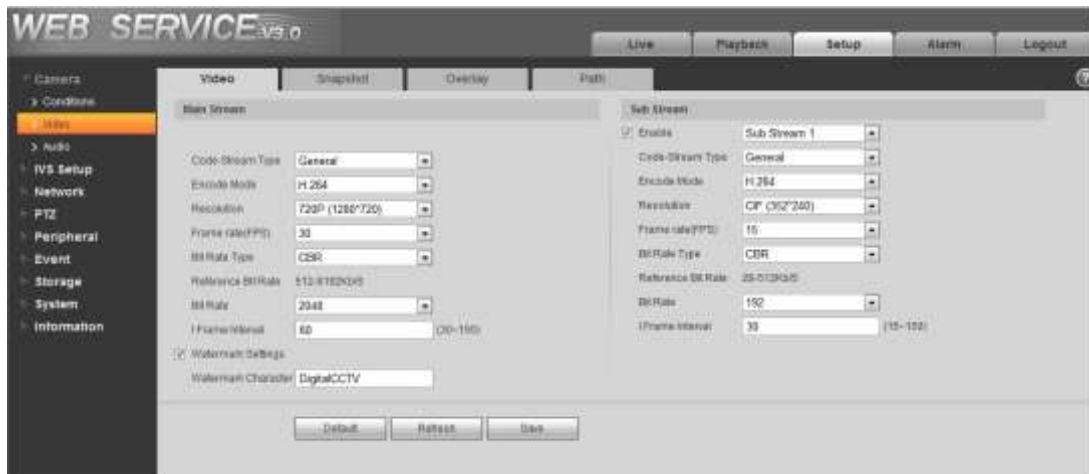 WEB SERVICE V3.0
Live Playback Setup Alarm Logout
Camera
Conditions
Video
Audio
IVS Setup
Network
PTZ
Peripheral
Event
Storage
System
Information
Video Snapshot Overlay Path
Main Stream
Code-Stream Type General
Encode Mode H.264
Resolution 720P (1280*720)
Frame rate(FPS) 30
Bit Rate Type CBR
Reference Bit Rate 512-8192Kb/S
Bit Rate 2048
I Frame Interval 60 (30~150)
Watermark Settings
Watermark Character DigitalCCTV
Sub Stream
Enable Sub Stream 1
Code-Stream Type General
Encode Mode H.264
Resolution CIF (352*240)
Frame rate(FPS) 15
Bit Rate Type CBR
Reference Bit Rate
Bit Rate 192
I Frame Interval 30 (15~150)
Default Refresh Save